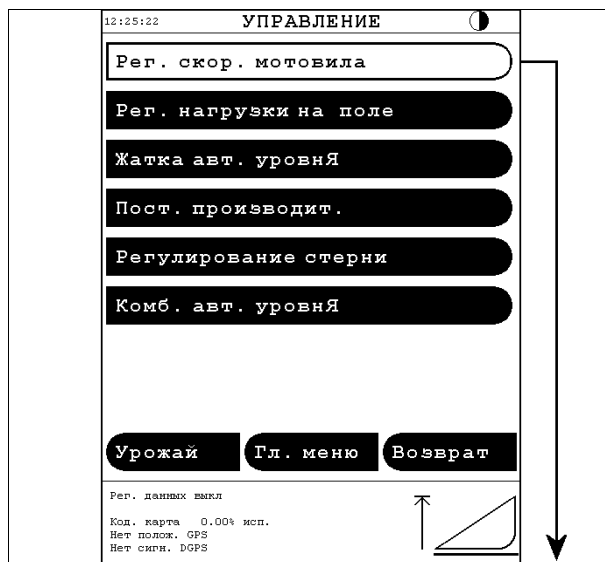 12:25:22 УПРАВЛЕНИЕ
Рег. скор. мотовила
Рег. нагрузки на поле
Жатка авт. уровнЯ
Пост. производит.
Регулирование стерни
Комб. авт. уровнЯ
Урожай Гл. меню Возврат
Рег. данных выкл
Код. карта 0.00% исп.
Нет полож. GPS
Нет сигн. DGPS